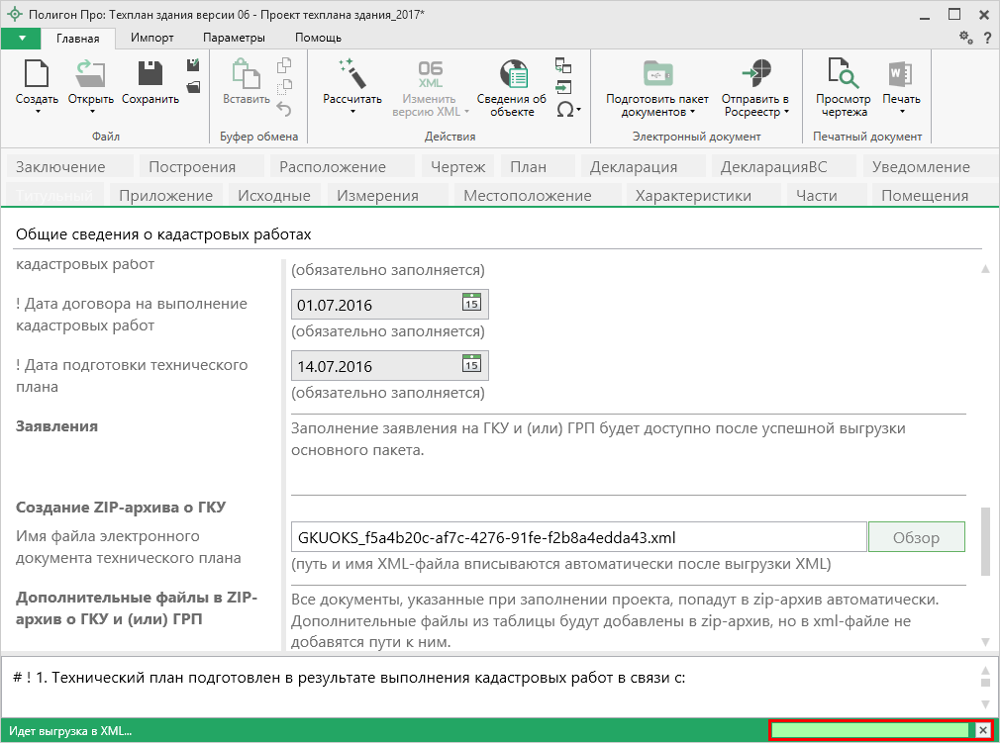 Полигон Про: Техплан здания версии 06 - Проект техплана здания_2017*
Главная Импорт Параметры Помощь
?
Создать Открыть Сохранить
Файл
Вставить
Буфер обмена
Рассчитать
06 XML
Изменить
версию XML
Сведения об
объекте
Действия
Подготовить пакет
документов
Отправить в
Росреестр
Электронный документ
Просмотр
чертежа
Печать
Печатный документ
Заключение Построения Расположение Чертеж План Декларация ДекларацияВС Уведомление
Титульный Приложение Исходные Измерения Местоположение Характеристики Части Помещения
Общие сведения о кадастровых работах
кадастровых работ
(обязательно заполняется)
! Дата договора на выполнение
кадастровых работ
01.07.2016
15
(обязательно заполняется)
! Дата подготовки технического
плана
14.07.2016
15
(обязательно заполняется)
Заявления
Заполнение заявления на ГКУ и (или) ГРП будет доступно после успешной выгрузки
основного пакета.
Создание ZIP-архива о ГКУ
Имя файла электронного
документа технического плана
GKUOKS_f5a4b20c-af7c-4276-91fe-f2b8a4edda43.xml
Обзор
(путь и имя XML-файла вписываются автоматически после выгрузки XML)
Дополнительные файлы в ZIP-
архив о ГКУ и (или) ГРП
Все документы, указанные при заполнении проекта, попадут в zip-архив автоматически.
Дополнительные файлы из таблицы будут добавлены в zip-архив, но в xml-файле не
добавятся пути к ним.
# ! 1. Технический план подготовлен в результате выполнения кадастровых работ в связи с:
Идет выгрузка в XML...